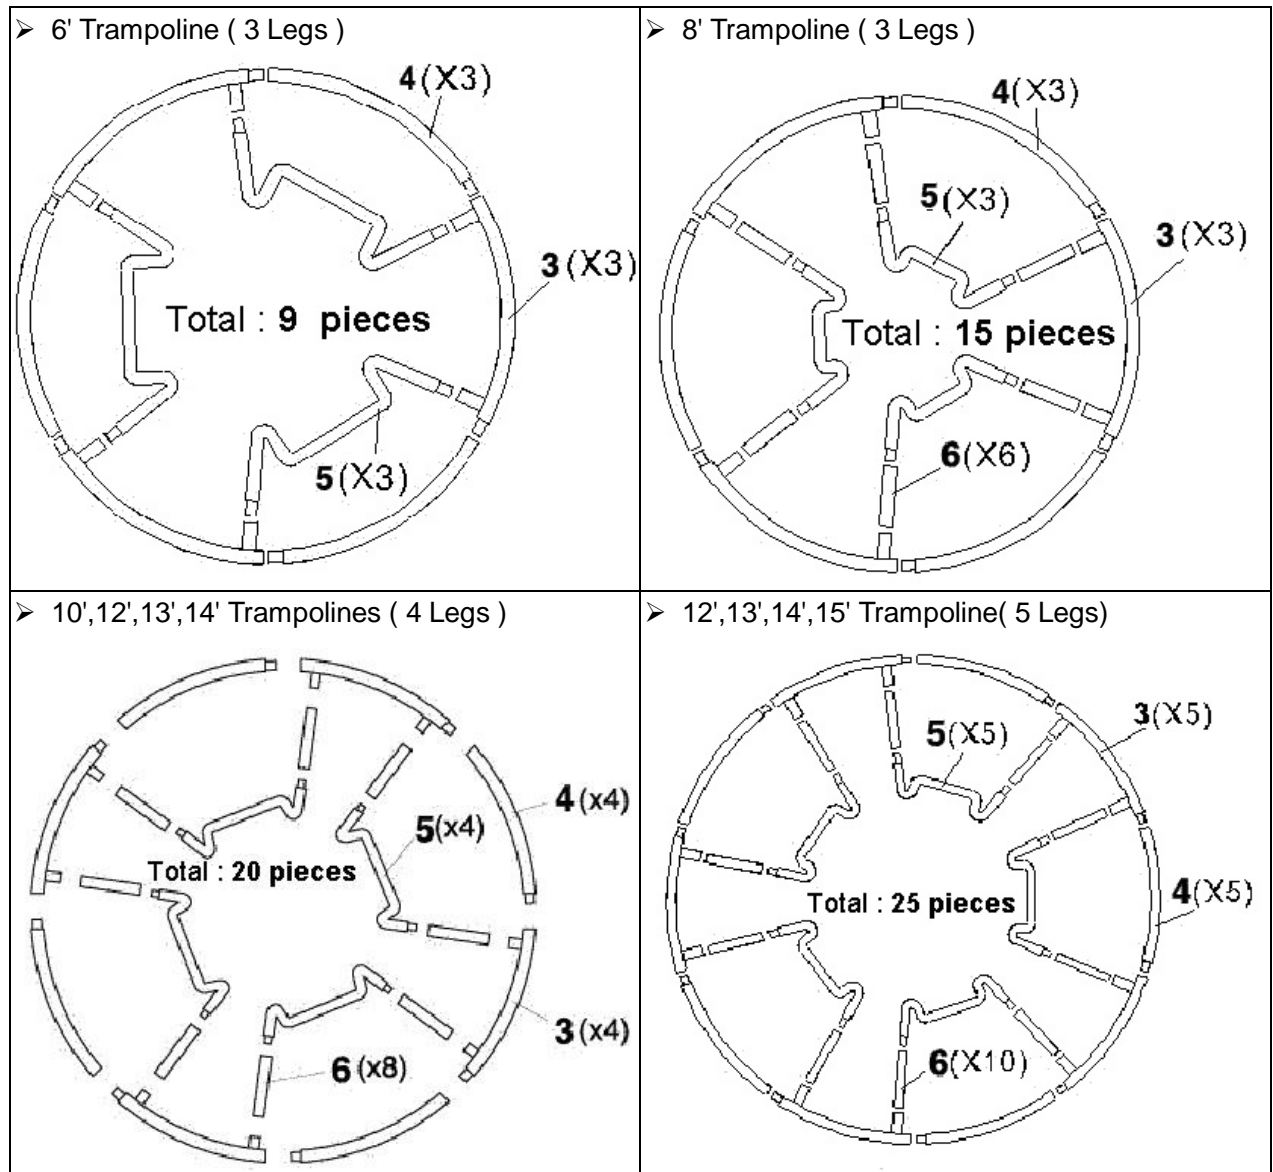 ➢ 6' Trampoline ( 3 Legs )
4(X3)
3(X3)
Total : 9 pieces
5(X3)
➢ 8' Trampoline ( 3 Legs )
4(X3)
5(X3)
3(X3)
Total : 15 pieces
6(X6)
➢ 10',12',13',14' Trampolines ( 4 Legs )
4(x4)
5(x4)
Total : 20 pieces
3(x4)
6(x8)
➢ 12',13',14',15' Trampoline( 5 Legs)
3(X5)
5(X5)
4(X5)
Total : 25 pieces
6(X10)